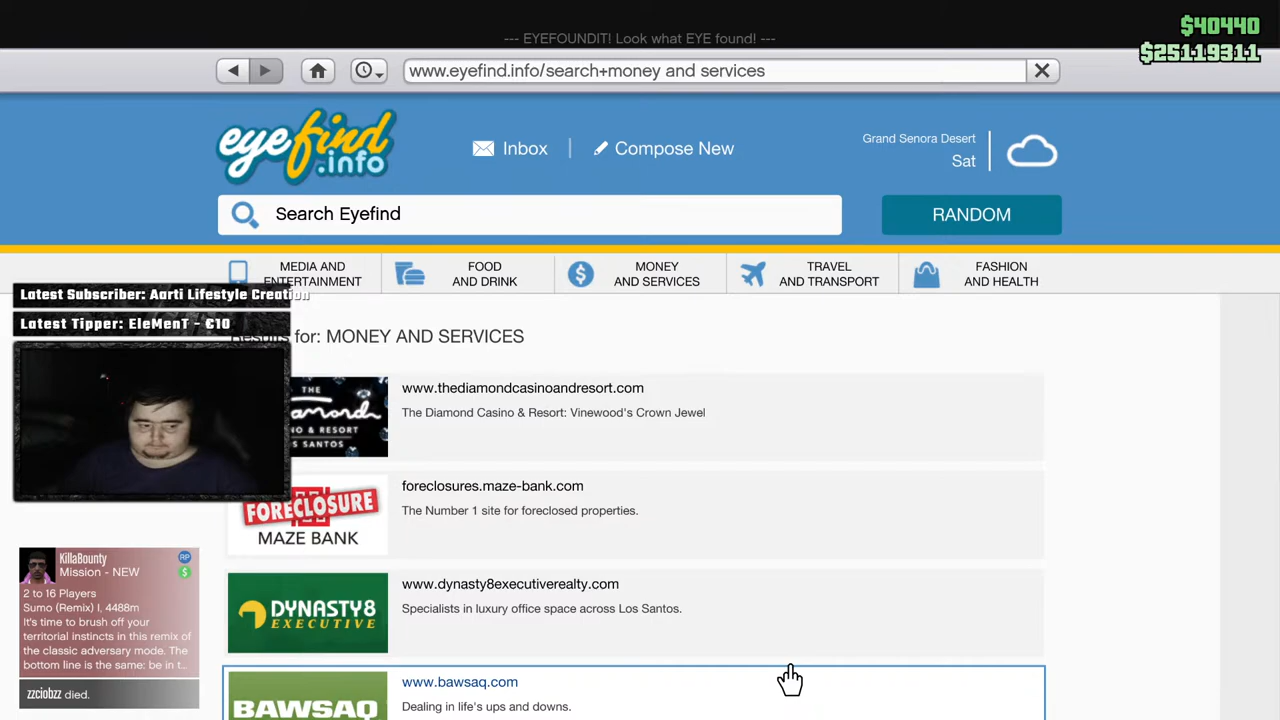 --- EYEFOUNDIT! Look what EYE found! ---
$40440
$25119311
www.eyefind.info/search+money and services
eyefind
.info
Inbox
Compose New
Grand Senora Desert
Sat
Search Eyefind
RANDOM
MEDIA AND
ENTERTAINMENT
FOOD
AND DRINK
MONEY
AND SERVICES
TRAVEL
AND TRANSPORT
FASHION
AND HEALTH
Latest Subscriber: Aarti Lifestyle Creation
Latest Tipper: EleMenT - €10
Results for: MONEY AND SERVICES
THE
Diamond
O & RESORT
OS SANTOS
www.thediamondcasinoandresort.com
The Diamond Casino & Resort: Vinewood's Crown Jewel
FORECLOSURE
MAZE BANK
foreclosures.maze-bank.com
The Number 1 site for foreclosed properties.
DYNASTY8
EXECUTIVE
www.dynasty8executiverealty.com
Specialists in luxury office space across Los Santos.
BAWSAQ
www.bawsaq.com
Dealing in life's ups and downs.
KillaBounty
RP
Mission - NEW
$
2 to 16 Players
Sumo (Remix) I, 4488m
It's time to brush off your
territorial instincts in this remix of
the classic adversary mode. The
bottom line is the same: be in t...
zzciobzz died.